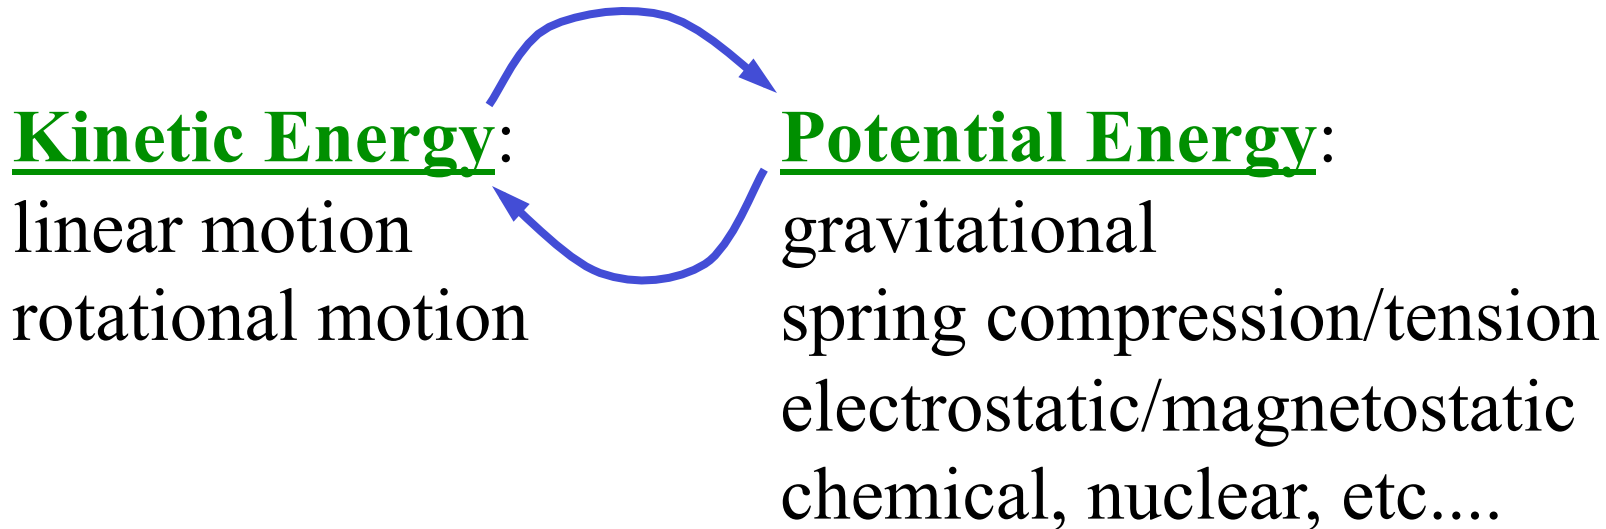 Kinetic Energy:
linear motion
rotational motion
Potential Energy:
gravitational
spring compression/tension
electrostatic/magnetostatic
chemical, nuclear, etc....